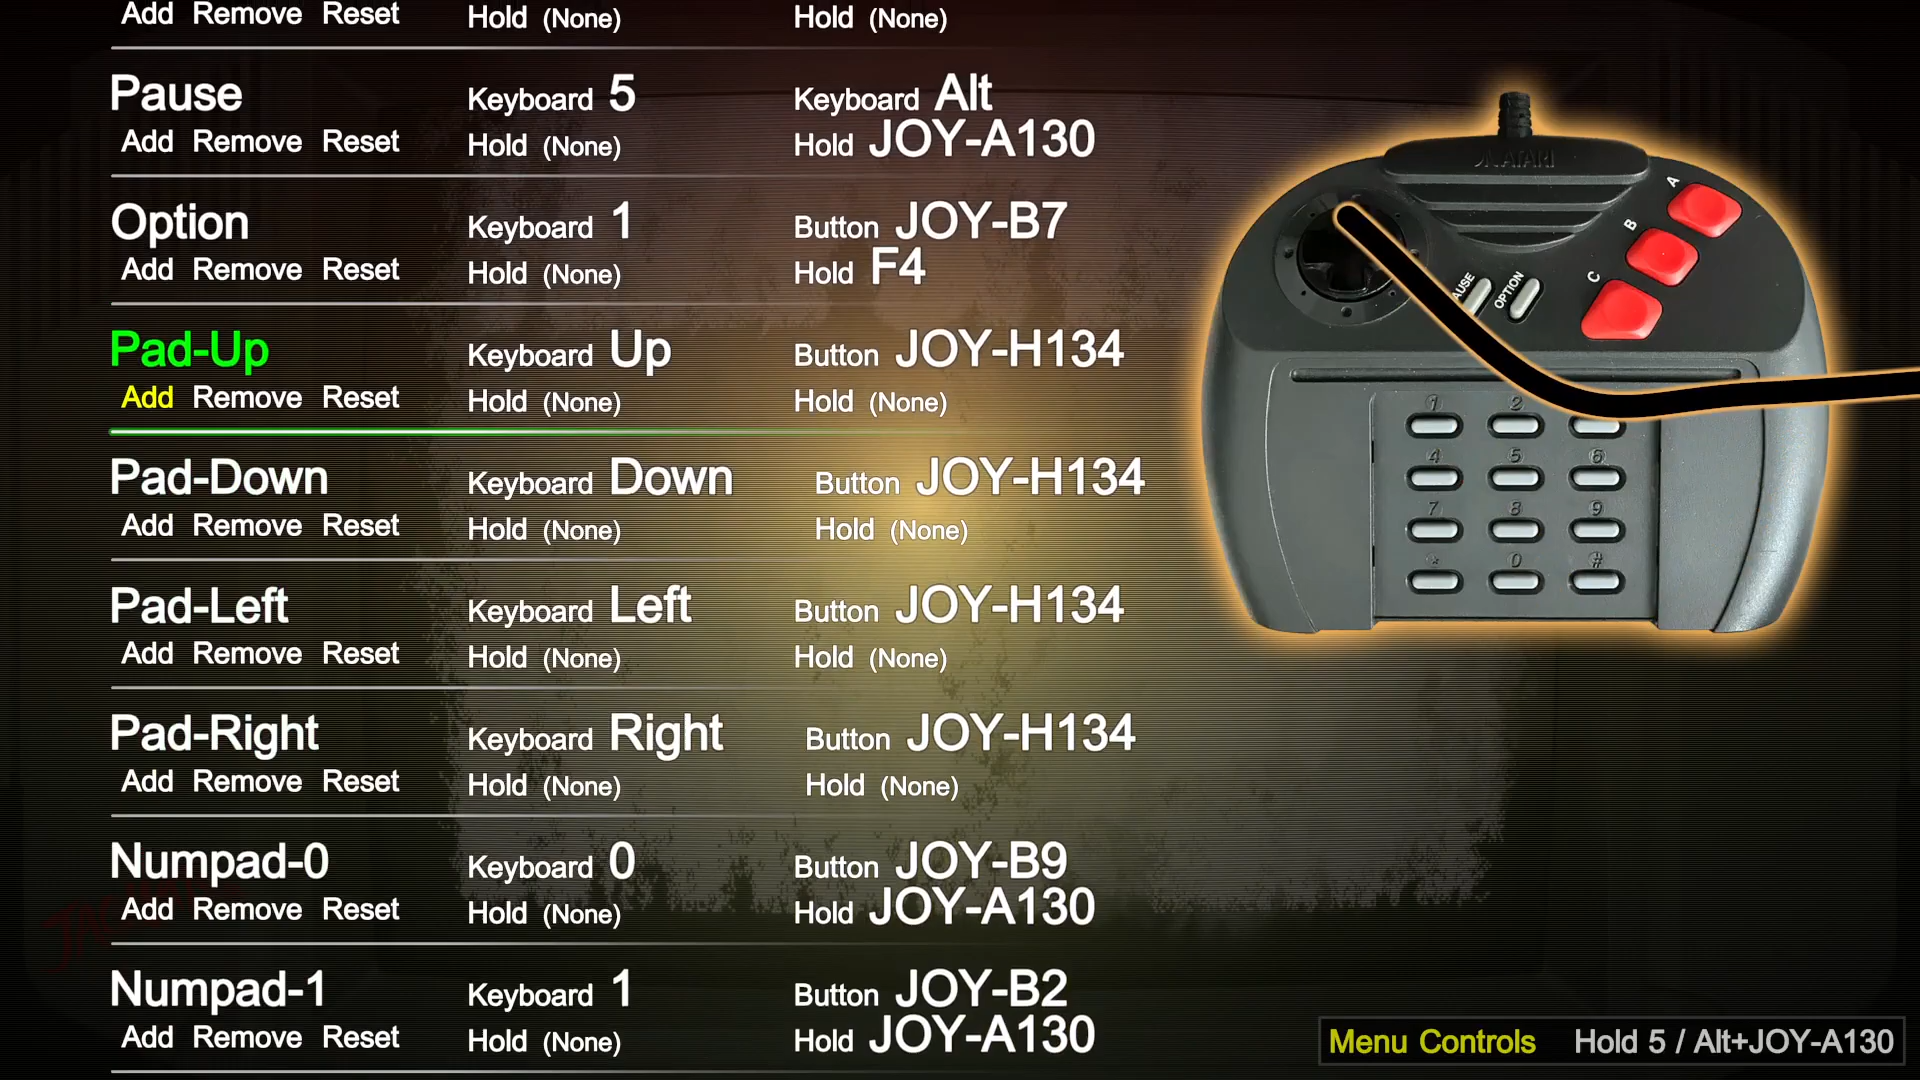 Add Remove Reset Hold (None) Hold (None)
Pause Keyboard 5 Keyboard Alt
Add Remove Reset Hold (None) Hold JOY-A130
Option Keyboard 1 Button JOY-B7
Add Remove Reset Hold (None) Hold F4
Pad-Up Keyboard Up Button JOY-H134
Add Remove Reset Hold (None) Hold (None)
Pad-Down Keyboard Down Button JOY-H134
Add Remove Reset Hold (None) Hold (None)
Pad-Left Keyboard Left Button JOY-H134
Add Remove Reset Hold (None) Hold (None)
Pad-Right Keyboard Right Button JOY-H134
Add Remove Reset Hold (None) Hold (None)
Numpad-0 Keyboard 0 Button JOY-B9
Add Remove Reset Hold (None) Hold JOY-A130
Numpad-1 Keyboard 1 Button JOY-B2
Add Remove Reset Hold (None) Hold JOY-A130
ATARI
A
B
C
AUSE
OPTION
1 2
4 5 6
7 8 9
* 0 #
Menu Controls Hold 5 / Alt+JOY-A130